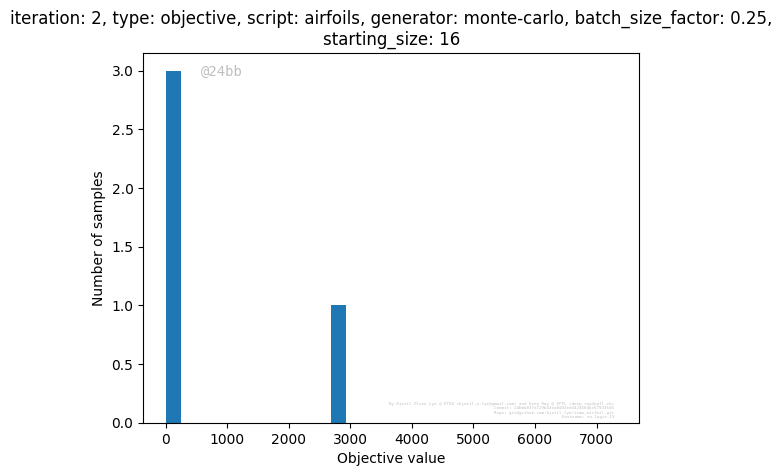 iteration: 2, type: objective, script: airfoils, generator: monte-carlo, batch_size_factor: 0.25,
starting_size: 16
@24bb
3.0
2.5
2.0
1.5
1.0
0.5
0.0
Number of samples
0 1000 2000 3000 4000 5000 6000 7000
Objective value